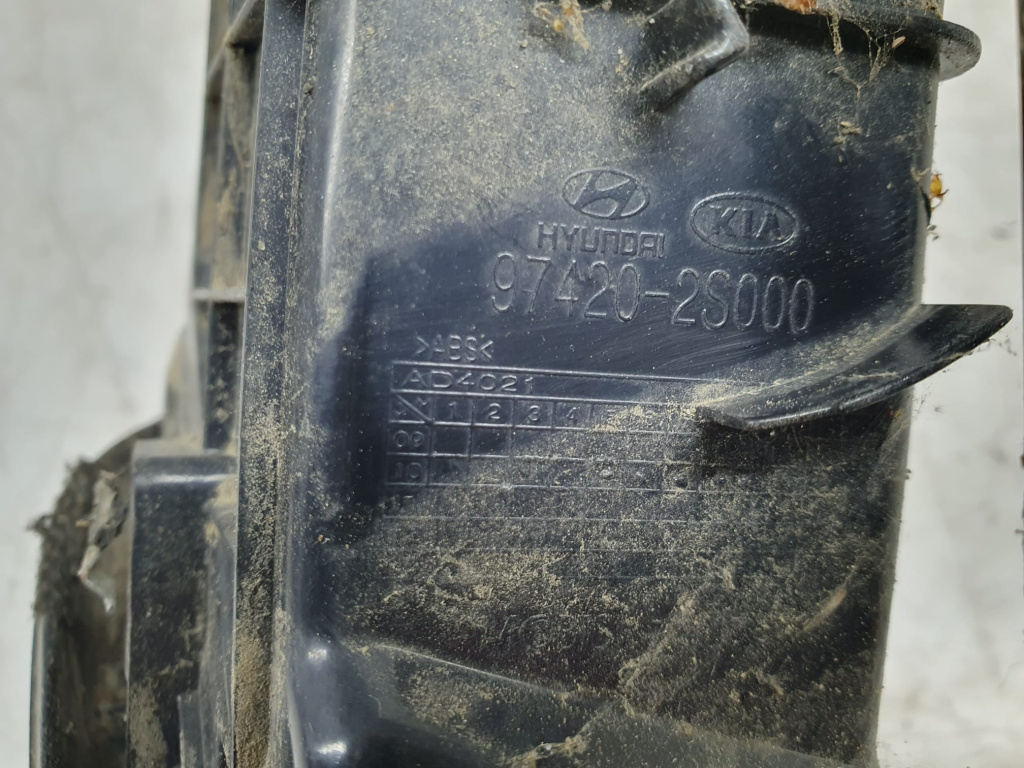 HYUNDAI KIA
97420-2S000
>ABS<
AD4021
1 2 3 4
09
10